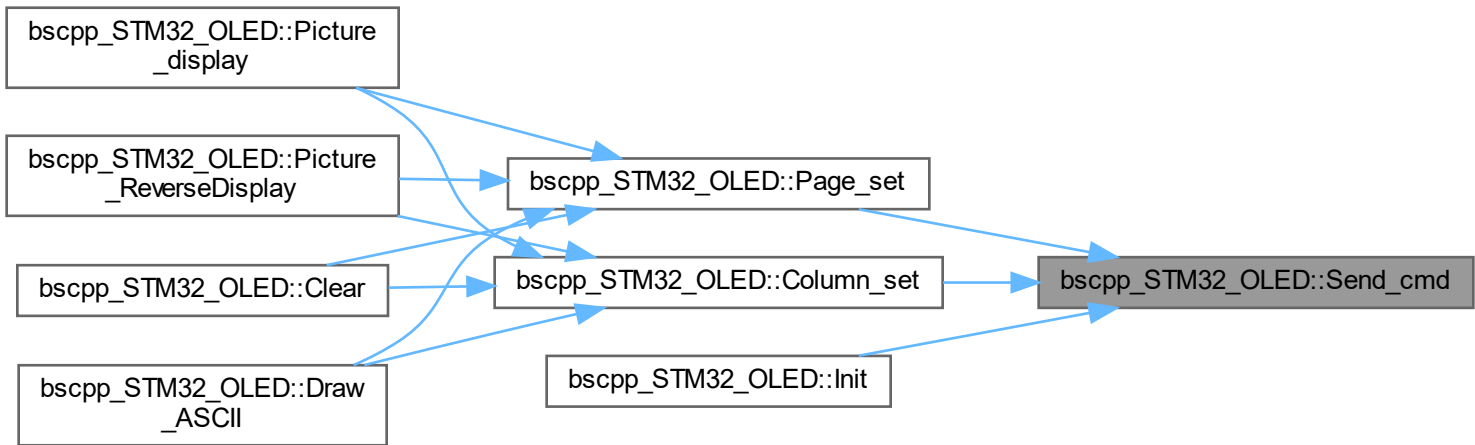 bscpp_STM32_OLED::Picture
_display
bscpp_STM32_OLED::Picture
_ReverseDisplay
bscpp_STM32_OLED::Clear
bscpp_STM32_OLED::Draw
_ASCII
bscpp_STM32_OLED::Page_set
bscpp_STM32_OLED::Column_set
bscpp_STM32_OLED::Init
bscpp_STM32_OLED::Send_cmd